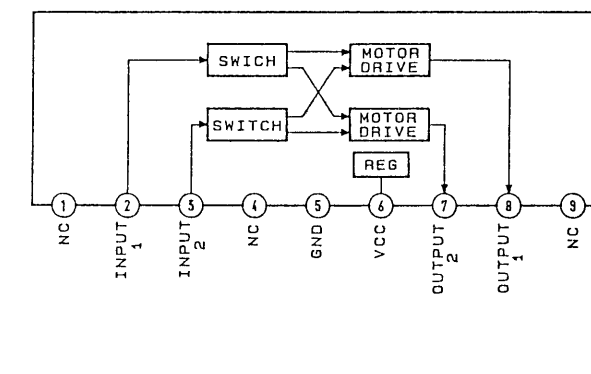 SWICH
MOTOR
DRIVE
SWITCH
MOTOR
DRIVE
REG
1
2
3
4
5
6
7
8
9
NC
INPUT
1
INPUT
2
NC
GND
VCC
OUTPUT
2
OUTPUT
1
NC